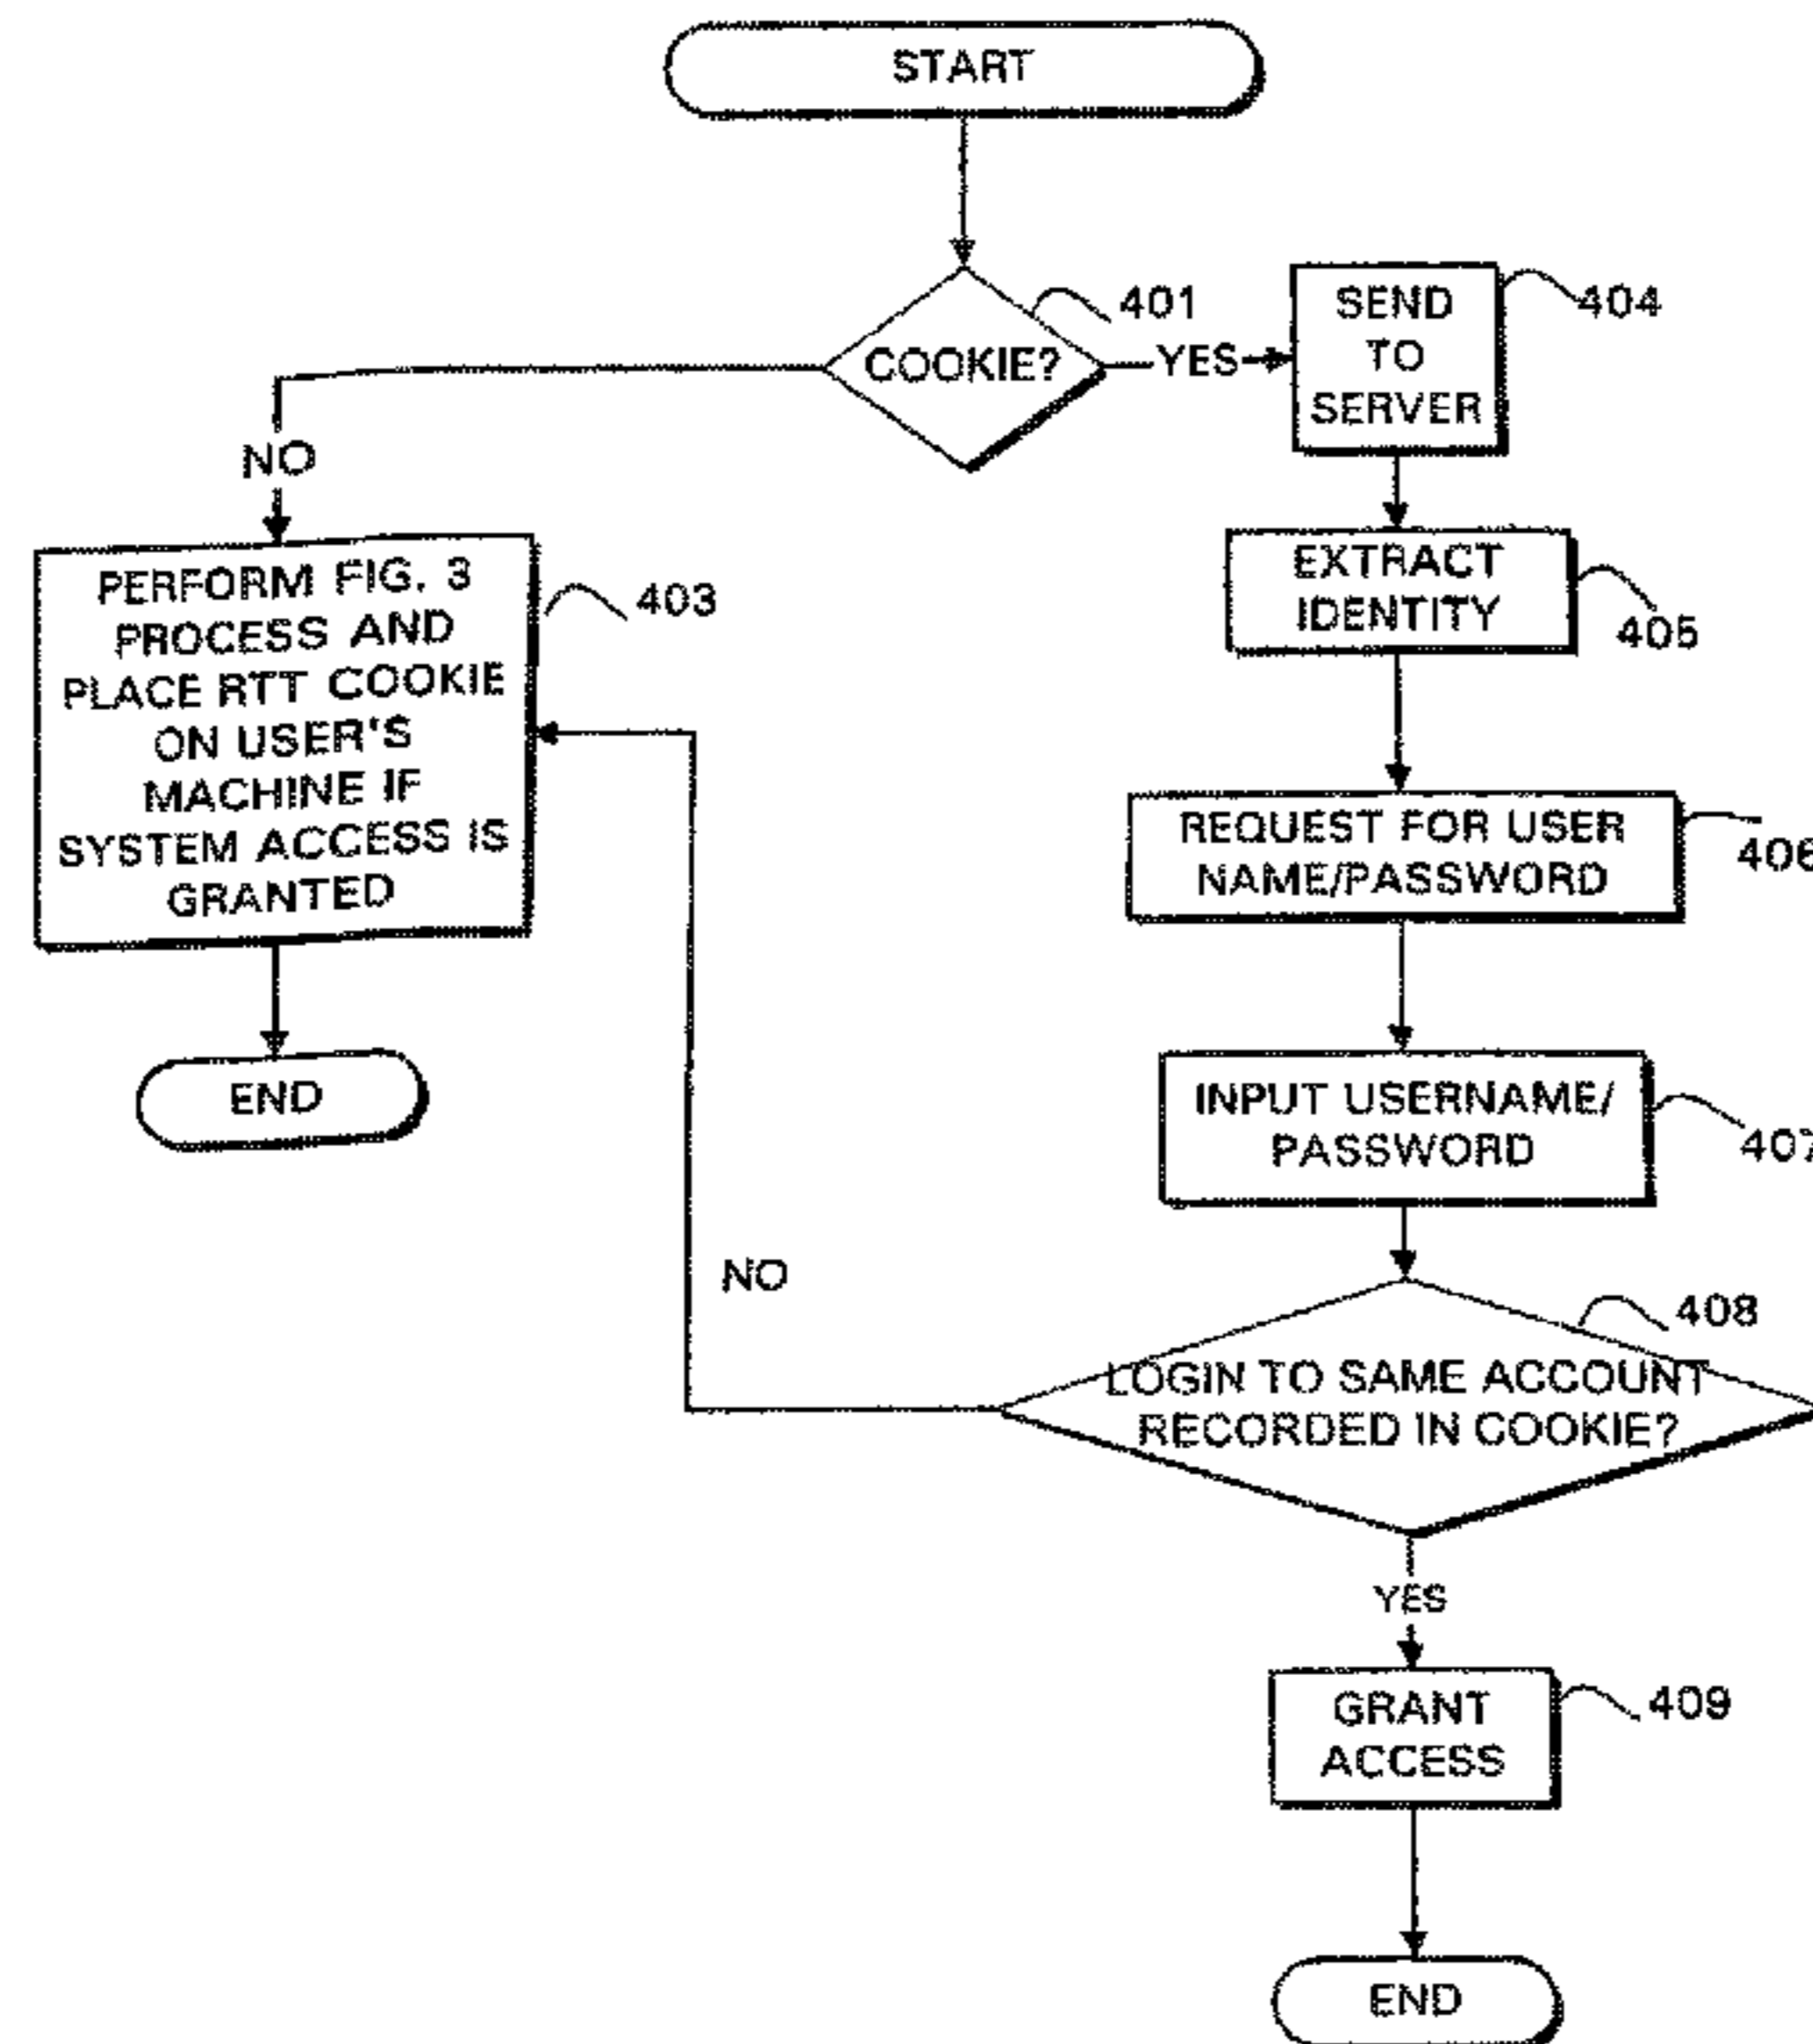 START
401
COOKIE?
YES
SEND
TO
SERVER
404
NO
EXTRACT
IDENTITY
405
PERFORM FIG. 3
PROCESS AND
PLACE RTT COOKIE
ON USER'S
MACHINE IF
SYSTEM ACCESS IS
GRANTED
403
REQUEST FOR USER
NAME/PASSWORD
406
END
INPUT USERNAME/
PASSWORD
407
NO
408
LOGIN TO SAME ACCOUNT
RECORDED IN COOKIE?
YES
GRANT
ACCESS
409
END